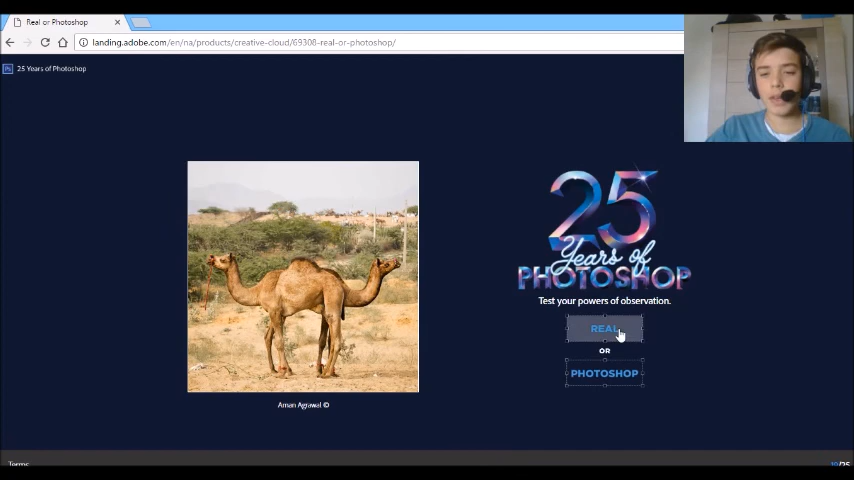 Real or Photoshop
landing.adobe.com/en/na/products/creative-cloud/69308-real-or-photoshop/
Ps 25 Years of Photoshop
25
Years of
PHOTOSHOP
Test your powers of observation.
REAL
OR
PHOTOSHOP
Aman Agrawal ©
Terms